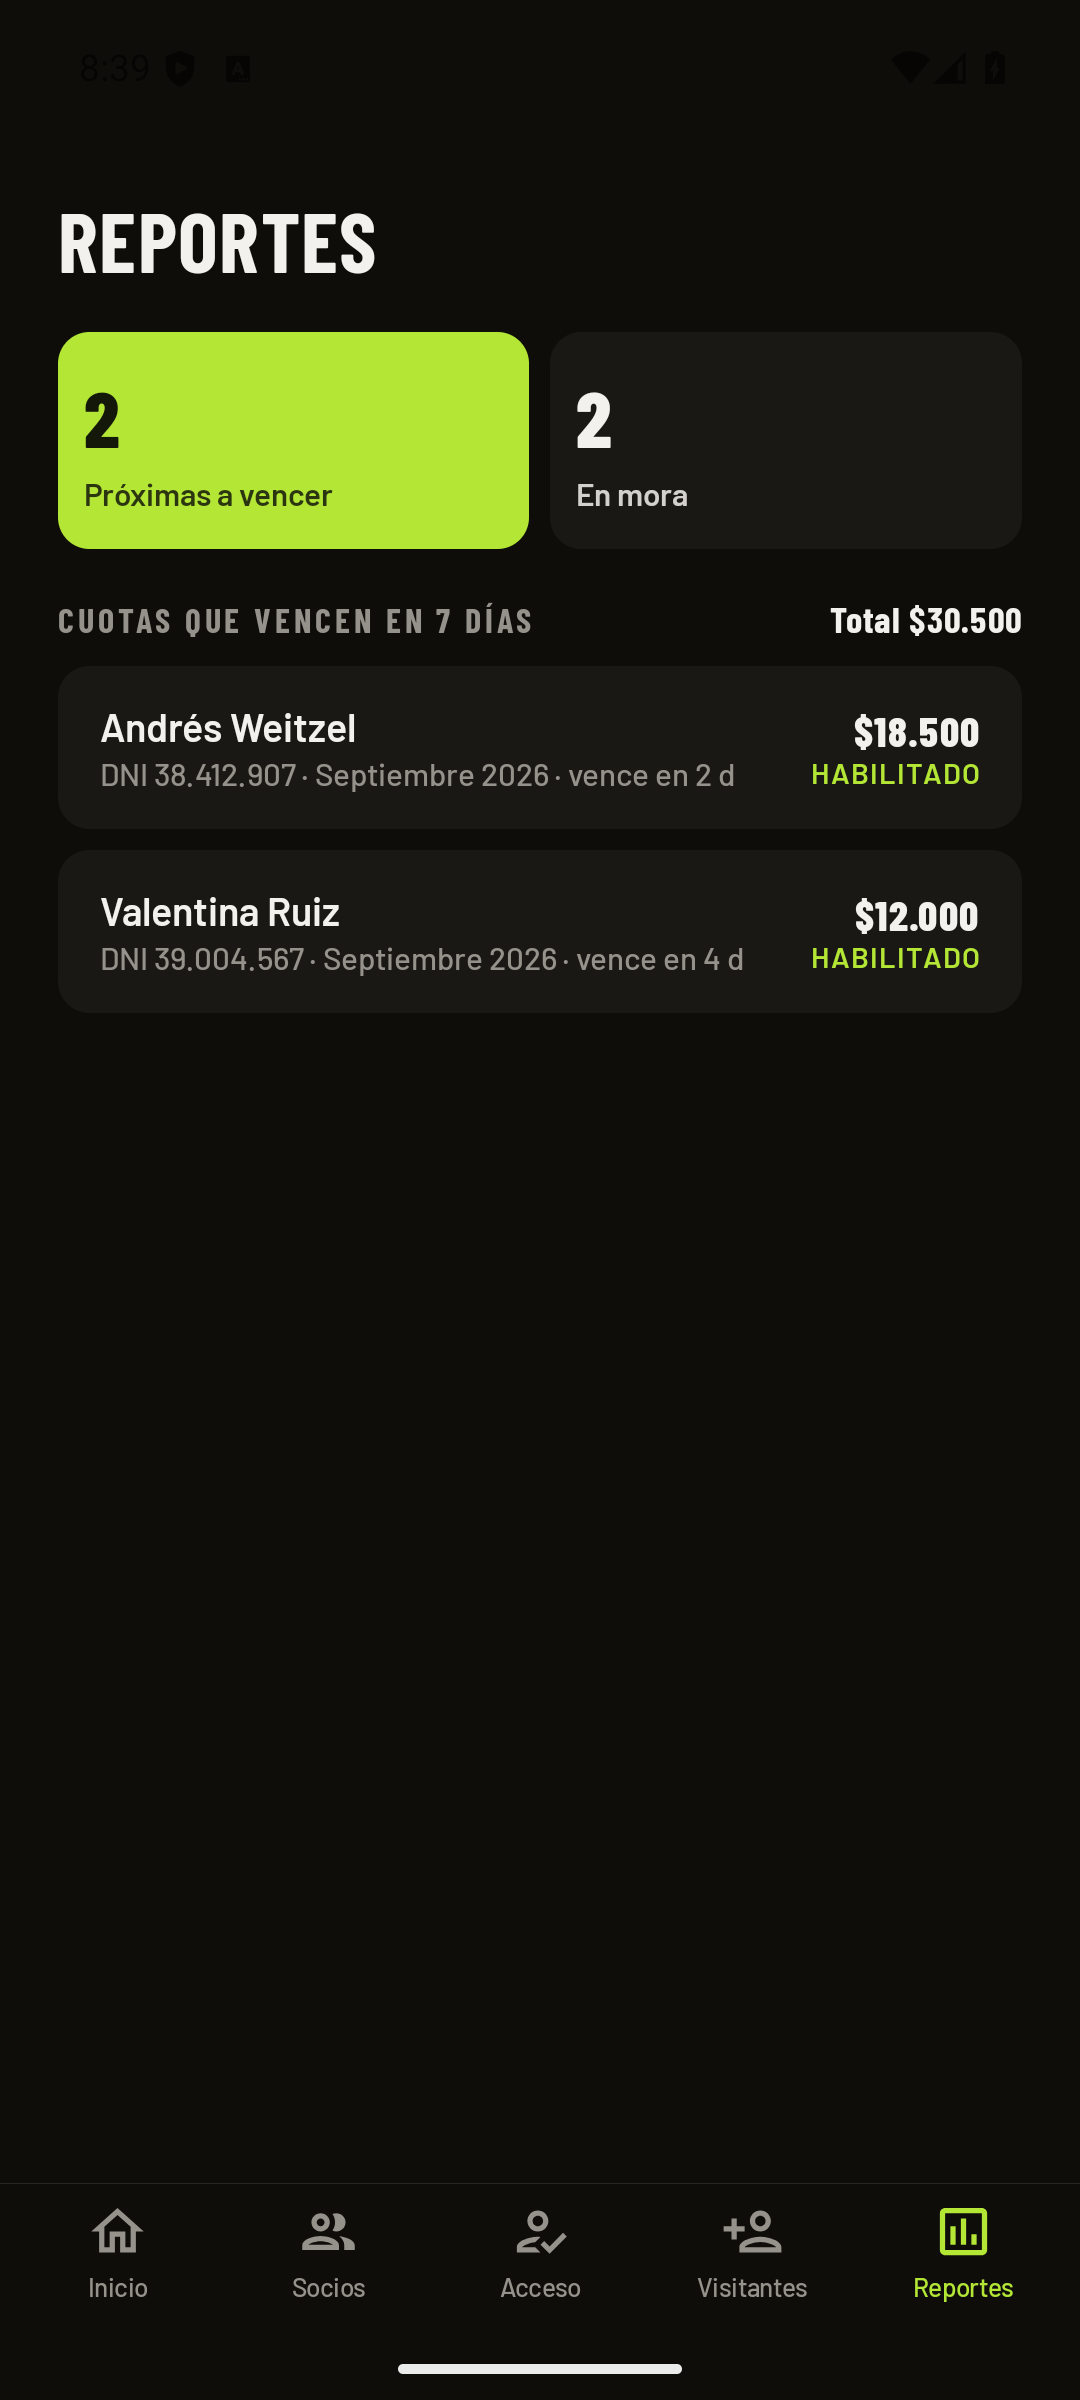 8:39
REPORTES
2
Próximas a vencer
2
En mora
CUOTAS QUE VENCEN EN 7 DÍAS
Total $30.500
Andrés Weitzel
$18.500
DNI 38.412.907 · Septiembre 2026 · vence en 2 d
HABILITADO
Valentina Ruiz
$12.000
DNI 39.004.567 · Septiembre 2026 · vence en 4 d
HABILITADO
Inicio
Socios
Acceso
Visitantes
Reportes